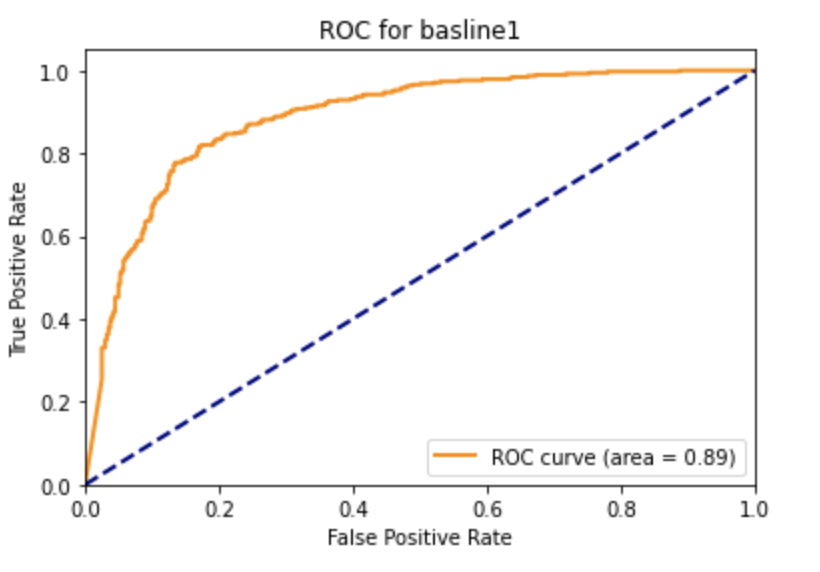 ROC for basline1
True Positive Rate
1.0
0.8
0.6
0.4
0.2
0.0
ROC curve (area = 0.89)
0.0 0.2 0.4 0.6 0.8 1.0
False Positive Rate